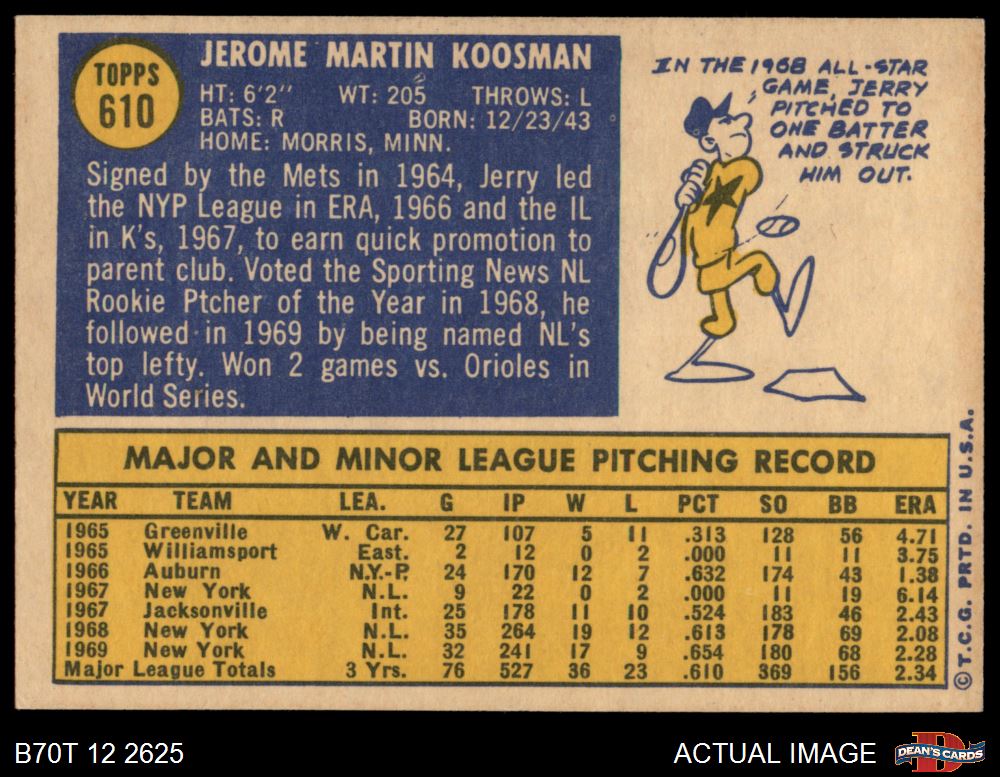 TOPPS
610
JEROME MARTIN KOOSMAN
HT: 6'2" WT: 205 THROWS: L
BATS: R BORN: 12/23/43
HOME: MORRIS, MINN.
Signed by the Mets in 1964, Jerry led
the NYP League in ERA, 1966 and the IL
in K's, 1967, to earn quick promotion to
parent club. Voted the Sporting News NL
Rookie Ptcher of the Year in 1968, he
followed in 1969 by being named NL's
top lefty. Won 2 games vs. Orioles in
World Series.
IN THE 1968 ALL-STAR
GAME, JERRY
PITCHED TO
ONE BATTER
AND STRUCK
HIM OUT.
MAJOR AND MINOR LEAGUE PITCHING RECORD
YEAR TEAM LEA. G IP W L PCT SO BB ERA
1965 Greenville W. Car. 27 107 5 11 .313 128 56 4.71
1965 Williamsport East. 2 12 0 2 .000 11 11 3.75
1966 Auburn N.Y.-P. 24 170 12 7 .632 174 43 1.38
1967 New York N.L. 9 22 0 2 .000 11 19 6.14
1967 Jacksonville Int. 25 178 11 10 .524 183 46 2.43
1968 New York N.L. 35 264 19 12 .613 178 69 2.08
1969 New York N.L. 32 241 17 9 .654 180 68 2.28
Major League Totals 3 Yrs. 76 527 36 23 .610 369 156 2.34
©T.C.G. PRTD. IN U.S.A.
B70T 12 2625
ACTUAL IMAGE
D
DEAN'S CARDS